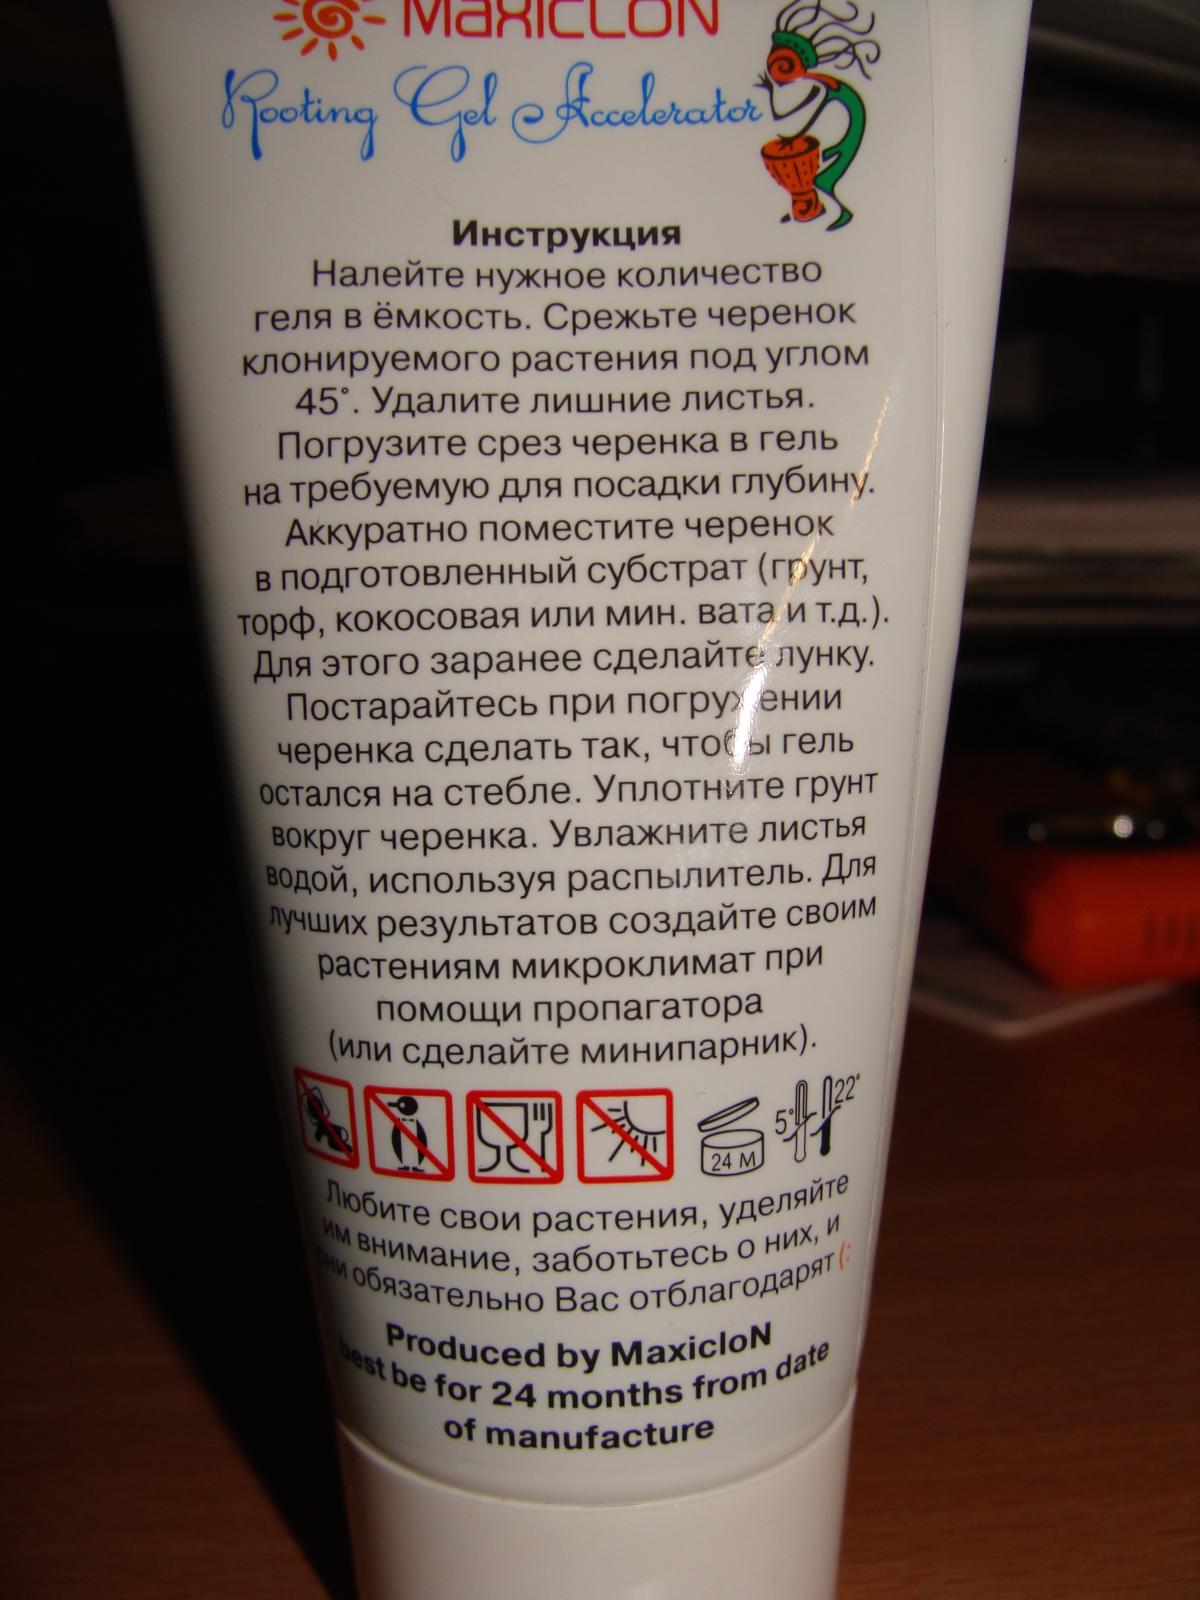 MaxicLoN
Rooting Gel Accelerator
Инструкция
Налейте нужное количество
геля в ёмкость. Срежьте черенок
клонируемого растения под углом
45°. Удалите лишние листья.
Погрузите срез черенка в гель
на требуемую для посадки глубину.
Аккуратно поместите черенок
в подготовленный субстрат (грунт,
торф, кокосовая или мин. вата и т.д.).
Для этого заранее сделайте лунку.
Постарайтесь при погружении
черенка сделать так, чтобы гель
остался на стебле. Уплотните грунт
вокруг черенка. Увлажните листья
водой, используя распылитель. Для
лучших результатов создайте своим
растениям микроклимат при
помощи пропагатора
(или сделайте минипарник).
24 M 5° 22°
Любите свои растения, уделяйте
им внимание, заботьтесь о них, и
они обязательно Вас отблагодарят (:
Produced by MaxicloN
best be for 24 months from date
of manufacture